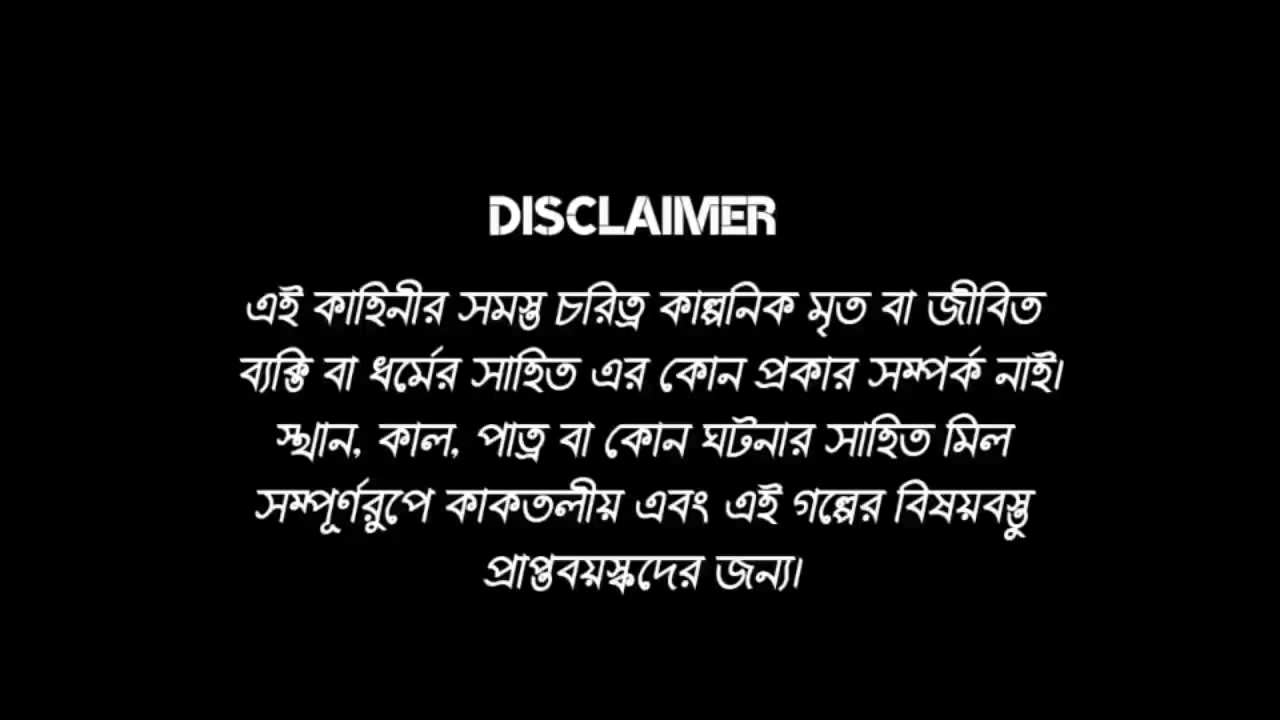 DISCLAIMER
এই কাহিনীর সমস্ত চরিত্র কাল্পনিক মৃত বা জীবিত
ব্যক্তি বা ধর্মের সাহিত এর কোন প্রকার সম্পর্ক নাই।
স্থান, কাল, পাত্র বা কোন ঘটনার সাহিত মিল
সম্পূর্ণরুপে কাকতলীয় এবং এই গল্পের বিষয়বস্তু
প্রাপ্তবয়স্কদের জন্য।